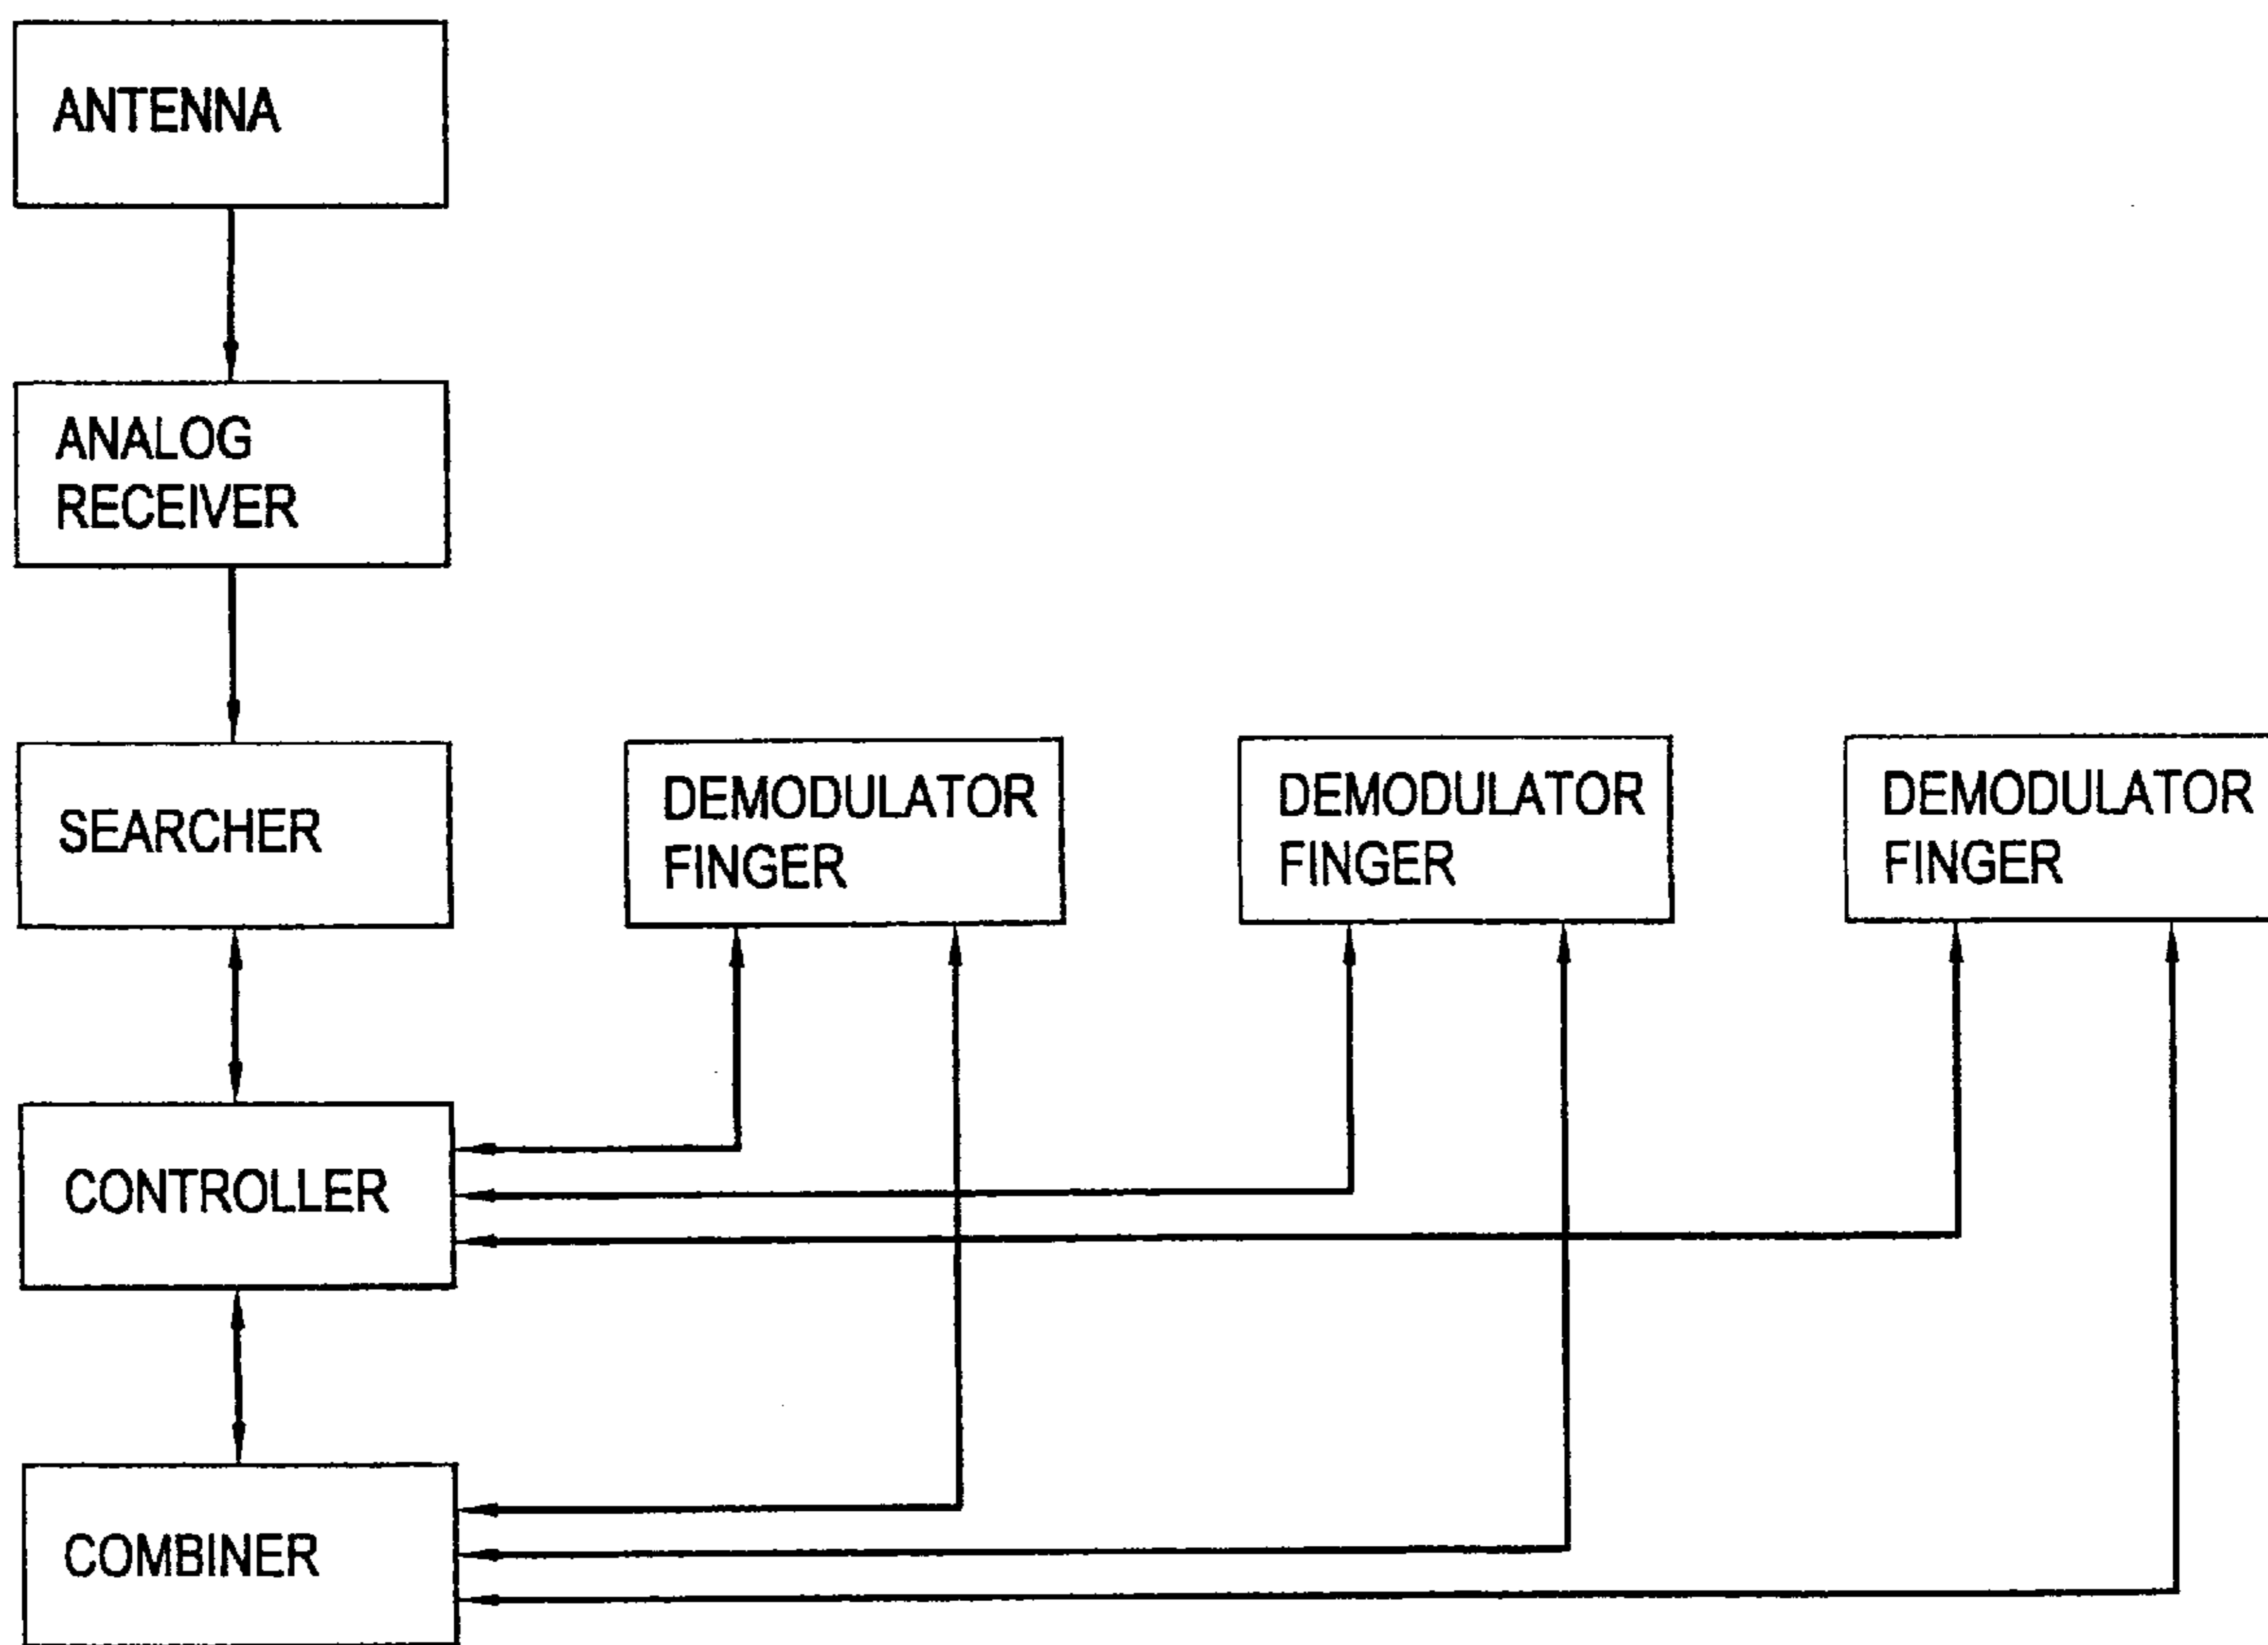 ANTENNA
ANALOG
RECEIVER
SEARCHER
DEMODULATOR
FINGER
DEMODULATOR
FINGER
DEMODULATOR
FINGER
CONTROLLER
COMBINER